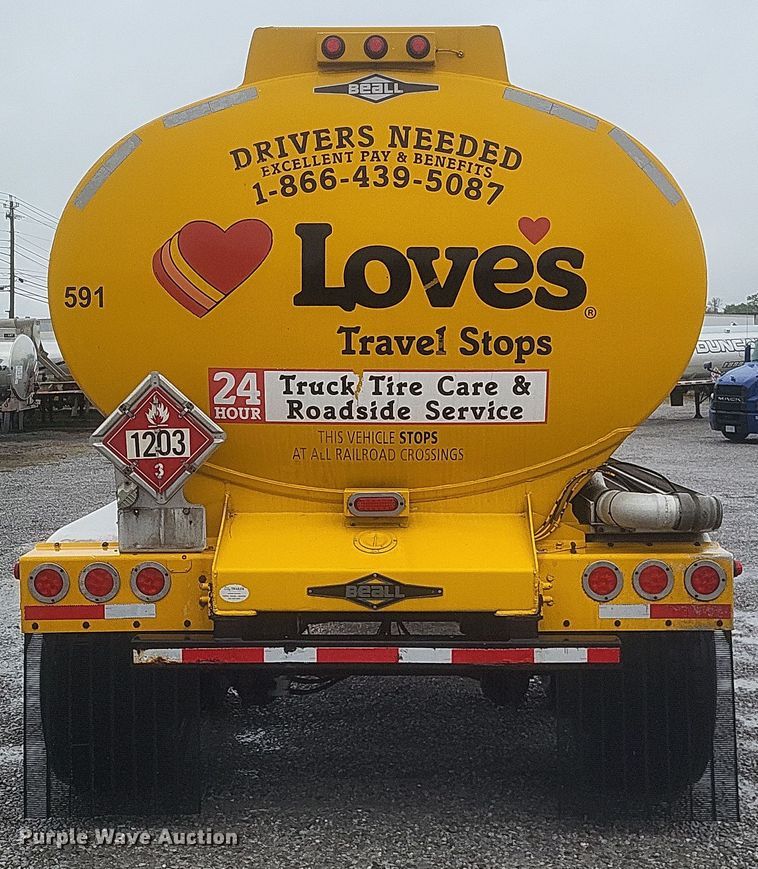 BEALL
DRIVERS NEEDED
EXCELLENT PAY & BENEFITS
1-866-439-5087
Love's
®
591
Travel Stops
24 HOUR
Truck Tire Care &
Roadside Service
THIS VEHICLE STOPS
AT ALL RAILROAD CROSSINGS
1203
3
BEALL
MACK
Purple Wave Auction